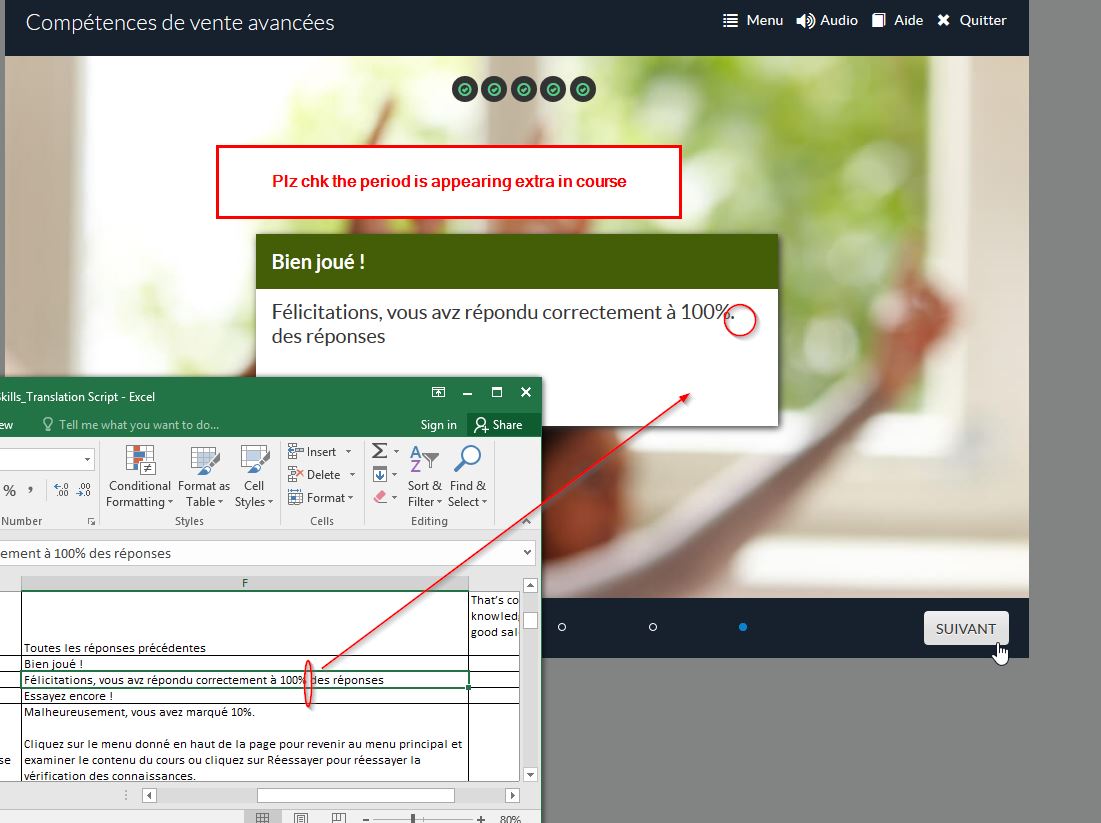 Compétences de vente avancées
Menu Audio Aide Quitter
Plz chk the period is appearing extra in course
Bien joué !
Félicitations, vous avz répondu correctement à 100%.
des réponses
kills_Translation Script - Excel
ew Tell me what you want to do... Sign in Share
% , .00 .00
Conditional Formatting
Format as Table
Cell Styles
Insert
Delete
Format
Sort & Filter
Find & Select
Number Styles Cells Editing
ement à 100% des réponses
F
That's co
knowledg
good sal
Toutes les réponses précédentes
Bien joué !
Félicitations, vous avz répondu correctement à 100% des réponses
Essayez encore !
Malheureusement, vous avez marqué 10%.
Cliquez sur le menu donné en haut de la page pour revenir au menu principal et
se examiner le contenu du cours ou cliquez sur Réessayer pour réessayer la
vérification des connaissances.
80%
SUIVANT